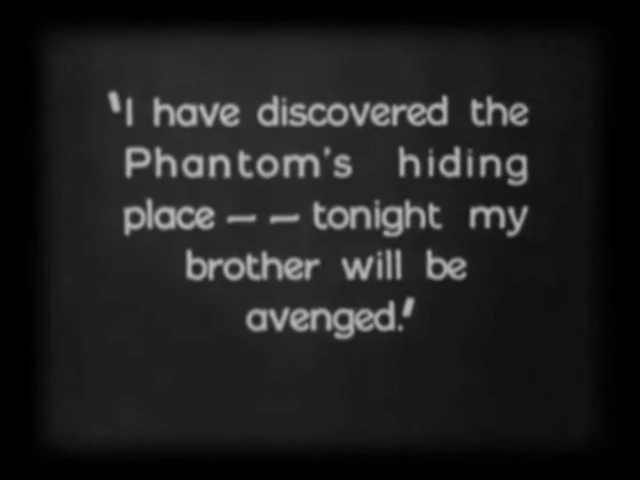 "I have discovered the
Phantom's hiding
place — — tonight my
brother will be
avenged."